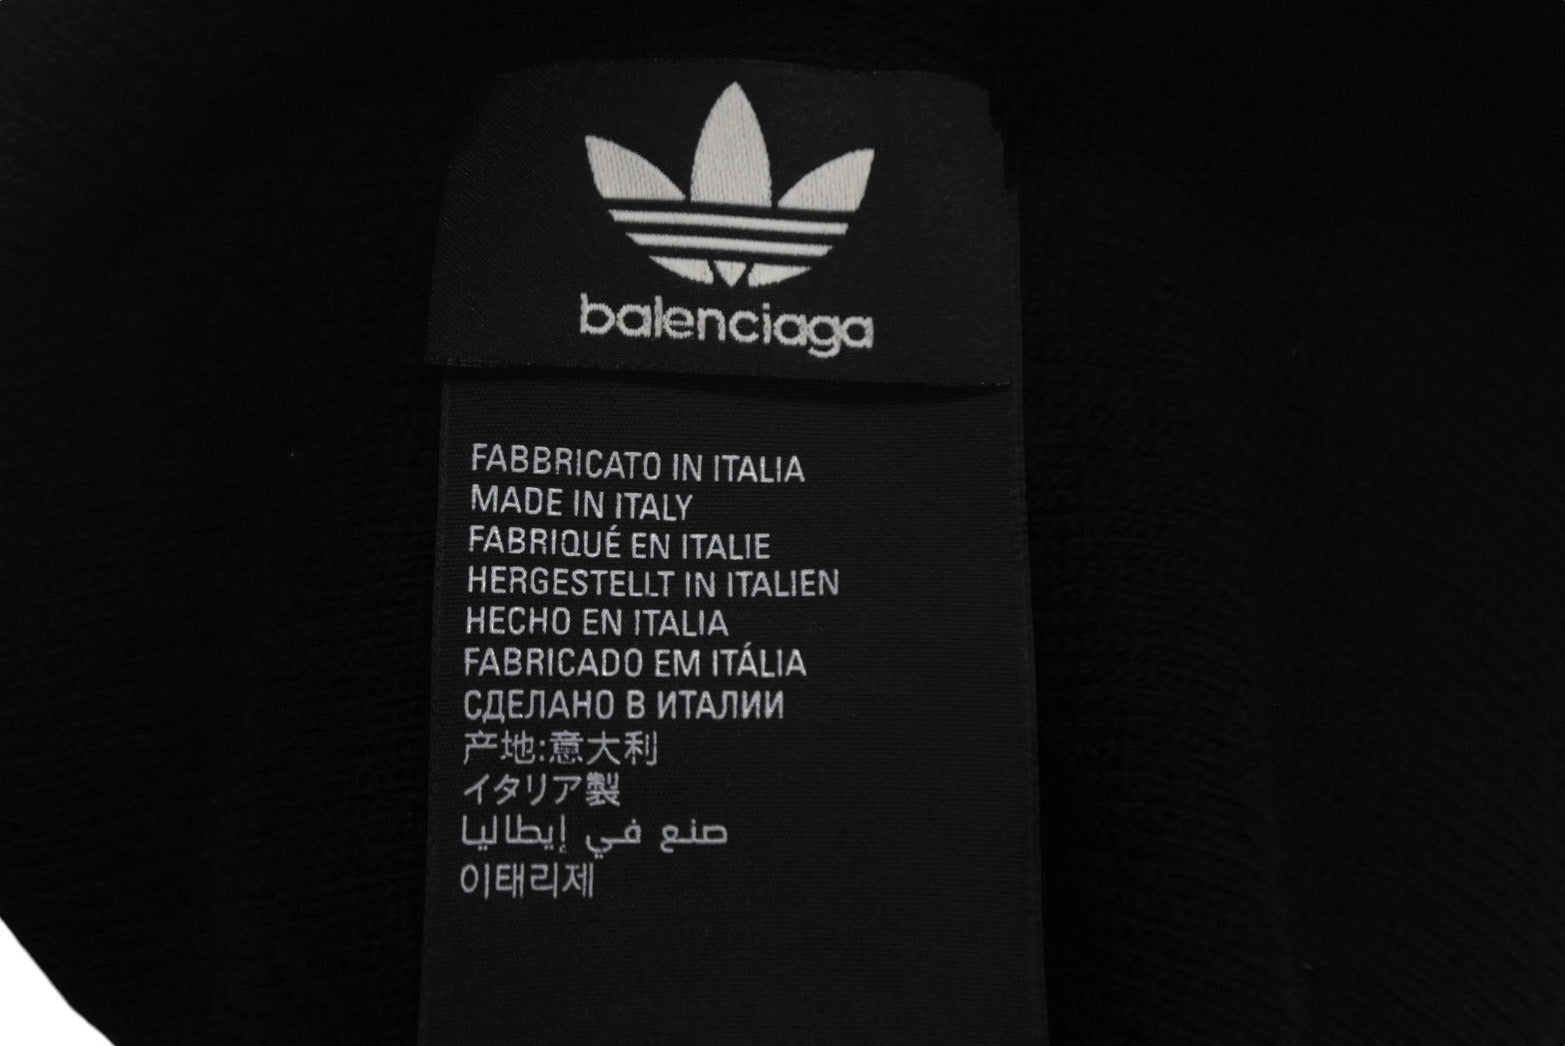 balenciaga
FABBRICATO IN ITALIA
MADE IN ITALY
FABRIQUÉ EN ITALIE
HERGESTELLT IN ITALIEN
HECHO EN ITALIA
FABRICADO EM ITÁLIA
СДЕЛАНО В ИТАЛИИ
产地:意大利
イタリア製
صنع في إيطاليا
이태리제